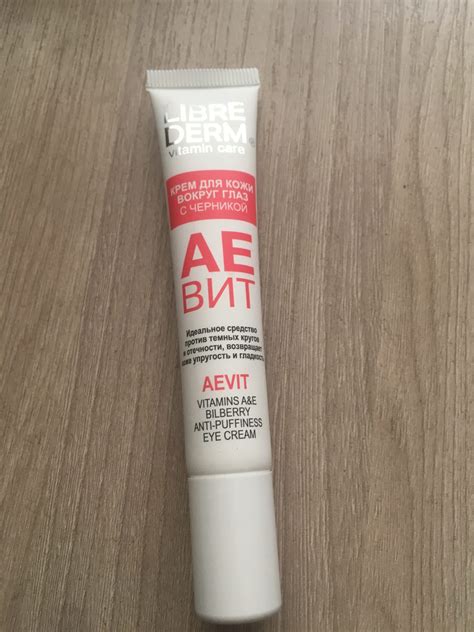 LIBRE
DERM®
vitamin care
КРЕМ ДЛЯ КОЖИ
ВОКРУГ ГЛАЗ
С ЧЕРНИКОЙ
АЕ
ВИТ
Идеальное средство
против темных кругов
и отечности, возвращает
коже упругость и гладкость
AEVIT
VITAMINS A&E
BILBERRY
ANTI-PUFFINESS
EYE CREAM